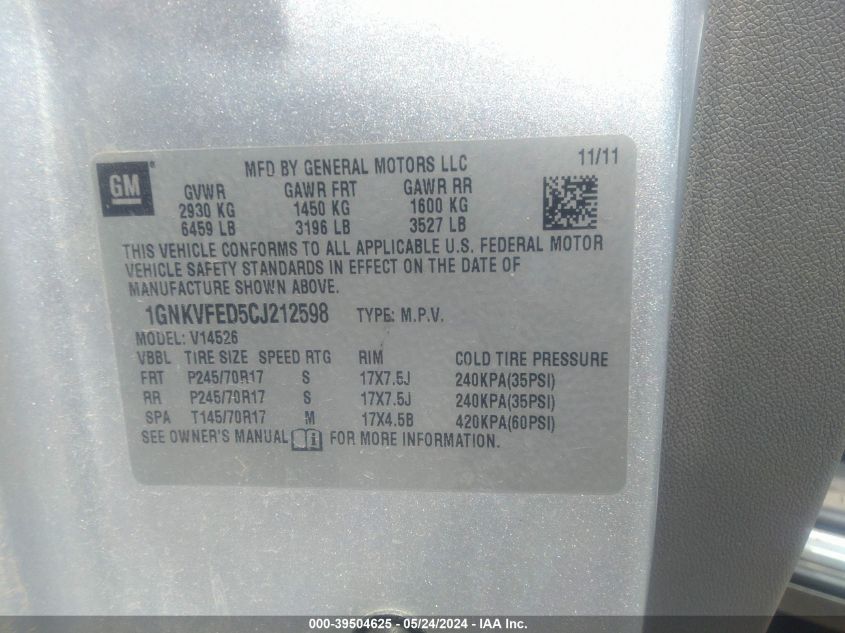 GM®
MFD BY GENERAL MOTORS LLC 11/11
GVWR GAWR FRT GAWR RR
2930 KG 1450 KG 1600 KG
6459 LB 3196 LB 3527 LB
THIS VEHICLE CONFORMS TO ALL APPLICABLE U.S. FEDERAL MOTOR
VEHICLE SAFETY STANDARDS IN EFFECT ON THE DATE OF
MANUFACTURE SHOWN ABOVE.
1GNKVFED5CJ212598 TYPE: M.P.V.
MODEL: V14526
VBBL TIRE SIZE SPEED RTG RIM COLD TIRE PRESSURE
FRT P245/70R17 S 17X7.5J 240KPA(35PSI)
RR P245/70R17 S 17X7.5J 240KPA(35PSI)
SPA T145/70R17 M 17X4.5B 420KPA(60PSI)
SEE OWNER'S MANUAL FOR MORE INFORMATION.
000-39504625 - 05/24/2024 - IAA Inc.